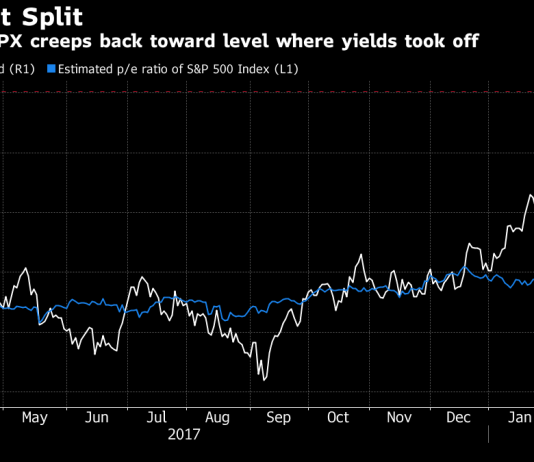 t Split
PX creeps back toward level where yields took off
d (R1) Estimated p/e ratio of S&P 500 Index (L1)
May Jun Jul Aug Sep Oct Nov Dec Jan
2017